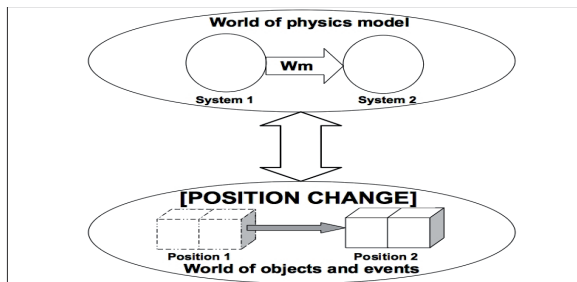 World of physics model
Wm
System 1 System 2
[POSITION CHANGE]
Position 1 Position 2
World of objects and events